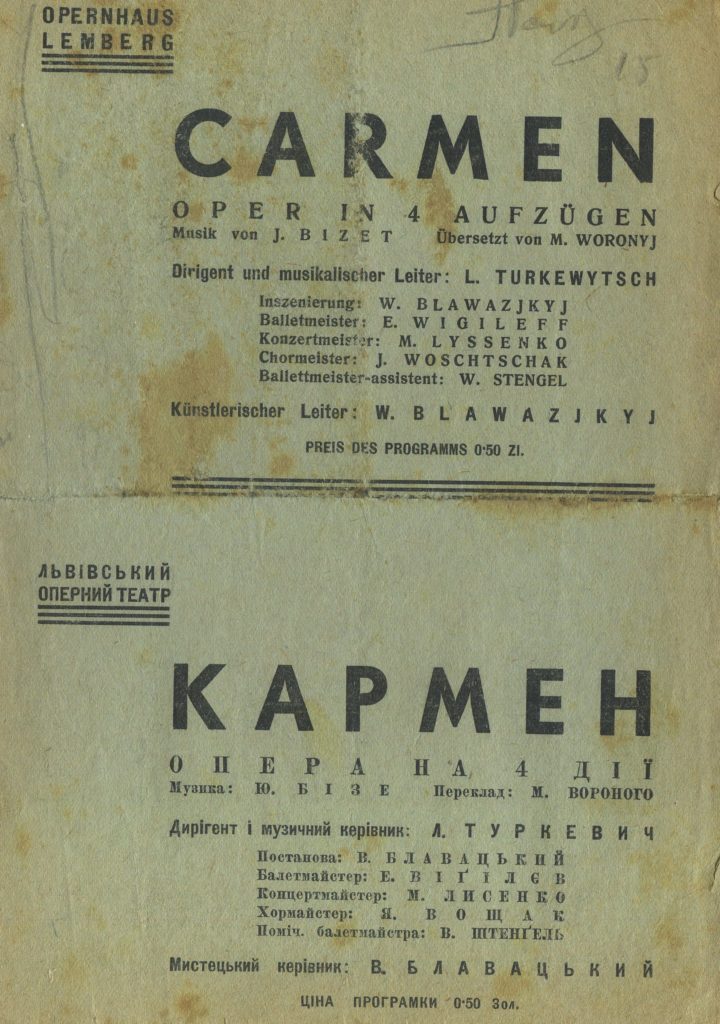 OPERNHAUS
LEMBERG
15
CARMEN
OPER IN 4 AUFZÜGEN
Musik von J. BIZET Übersetzt von M. WORONYJ
Dirigent und musikalischer Leiter: L. TURKEWYTSCH
Inszenierung: W. BLAWAZJKYJ
Balletmeister: E. WIGILEFF
Konzertmeister: M. LYSSENKO
Chormeister: J. WOSCHTSCHAK
Ballettmeister-assistent: W. STENGEL
Künstlerischer Leiter: W. BLAWAZJKYJ
PREIS DES PROGRAMMS 0·50 Zl.
ЛЬВІВСЬКИЙ
ОПЕРНИЙ ТЕАТР
КАРМЕН
ОПЕРА НА 4 ДІЇ
Музика: Ю. БІЗЕ Переклад: М. ВОРОНОГО
Диріґент і музичний керівник: Л. ТУРКЕВИЧ
Постанова: В. БЛАВАЦЬКИЙ
Балетмайстер: Е. ВІҐІЛЄВ
Концертмайстер: М. ЛИСЕНКО
Хормайстер: Я. ВОЩАК
Поміч. балетмайстра: В. ШТЕНҐЕЛЬ
Мистецький керівник: В. БЛАВАЦЬКИЙ
ЦІНА ПРОГРАМКИ 0·50 Зол.